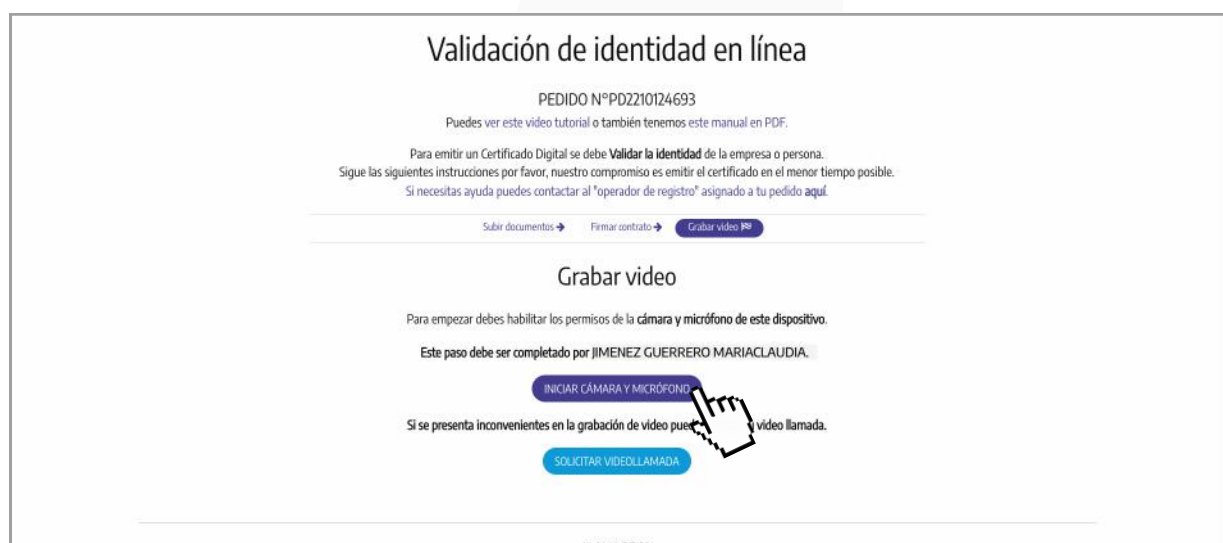 Validación de identidad en línea
PEDIDO N°PD2210124693
Puedes ver este video tutorial o también tenemos este manual en PDF.
Para emitir un Certificado Digital se debe Validar la identidad de la empresa o persona.
Sigue las siguientes instrucciones por favor, nuestro compromiso es emitir el certificado en el menor tiempo posible.
Si necesitas ayuda puedes contactar al "operador de registro" asignado a tu pedido aquí.
Subir documentos Firmar contrato Grabar video
Grabar video
Para empezar debes habilitar los permisos de la cámara y micrófono de este dispositivo.
Este paso debe ser completado por JIMENEZ GUERRERO MARIACLAUDIA.
INICIAR CÁMARA Y MICRÓFONO
Si se presenta inconvenientes en la grabación de video video llamada.
SOLICITAR VIDEOLLAMADA